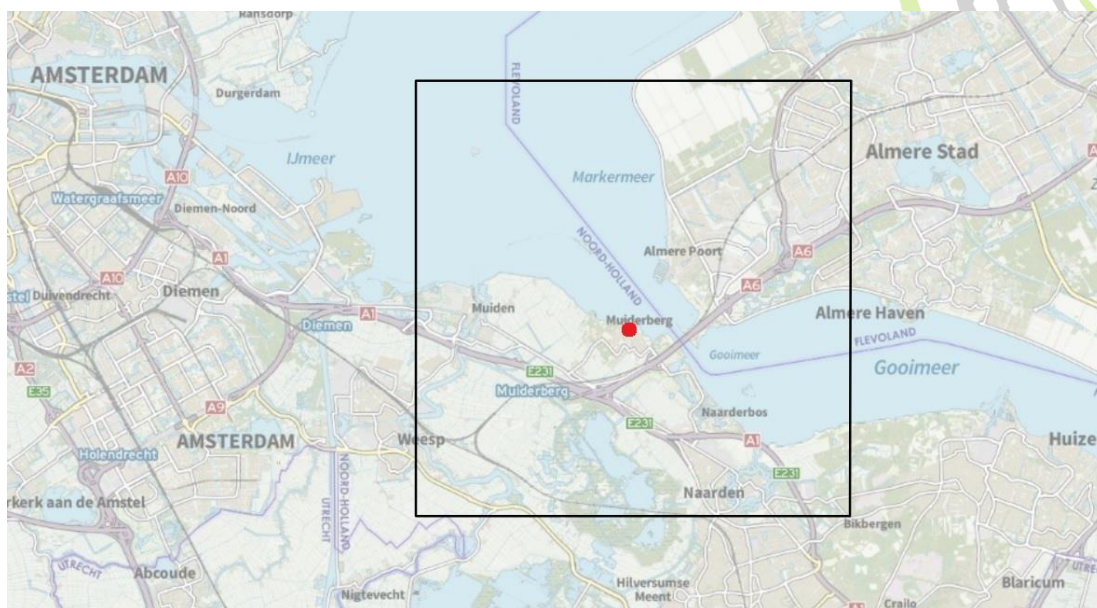 Ransdorp
AMSTERDAM
Durgerdam
FLEVOLAND
IJmeer
Markermeer
Almere Stad
A10
Watergraafsmeer
Diemen-Noord
NOORD-HOLLAND
Almere Poort
A6
A1
A10
A6
Duivendrecht
Diemen
Muiden
Diemen
A1
Muiderberg
Almere Haven
FLEVOLAND
Gooimeer
Gooimeer
A2
E35
E231
Muiderberg
A9
Naarderbos
E231
A1
AMSTERDAM
Weesp
Huize
Holendrecht
NOORD-HOLLAND
UTRECHT
E231
Naarden
rkerk aan de Amstel
Bikbergen
UTRECHT
Abcoude
Nigtevecht
Hilversumse
Meent
Blaricum
Crailo